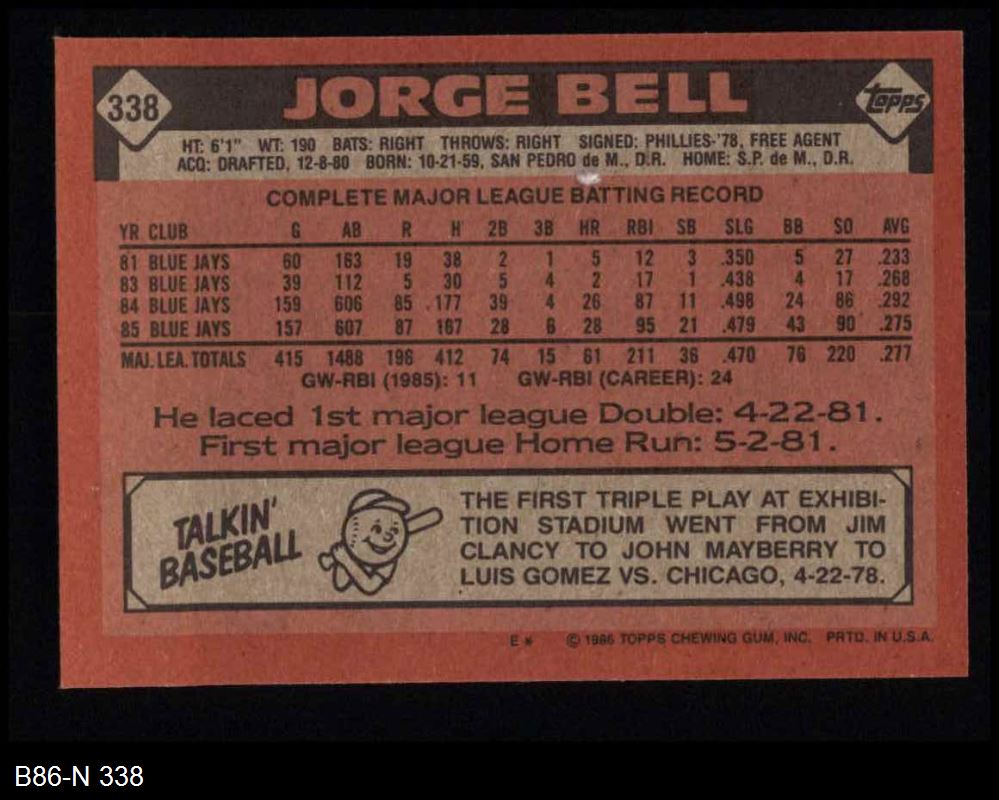 338
JORGE BELL
Topps
HT: 6'1" WT: 190 BATS: RIGHT THROWS: RIGHT SIGNED: PHILLIES-'78, FREE AGENT
ACQ: DRAFTED, 12-8-80 BORN: 10-21-59, SAN PEDRO de M., D.R. HOME: S.P. de M., D.R.
COMPLETE MAJOR LEAGUE BATTING RECORD
YR CLUB G AB R H 2B 3B HR RBI SB SLG BB SO AVG
81 BLUE JAYS 60 163 19 38 2 1 5 12 3 .350 5 27 .233
83 BLUE JAYS 39 112 5 30 5 4 2 17 1 .438 4 17 .268
84 BLUE JAYS 159 606 85 177 39 4 26 87 11 .498 24 86 .292
85 BLUE JAYS 157 607 87 167 28 6 28 95 21 .479 43 90 .275
MAJ. LEA. TOTALS 415 1488 196 412 74 15 61 211 36 .470 76 220 .277
GW-RBI (1985): 11 GW-RBI (CAREER): 24
He laced 1st major league Double: 4-22-81.
First major league Home Run: 5-2-81.
TALKIN'
BASEBALL
THE FIRST TRIPLE PLAY AT EXHIBI-
TION STADIUM WENT FROM JIM
CLANCY TO JOHN MAYBERRY TO
LUIS GOMEZ VS. CHICAGO, 4-22-78.
E * © 1986 TOPPS CHEWING GUM, INC. PRTD. IN U.S.A.
B86-N 338